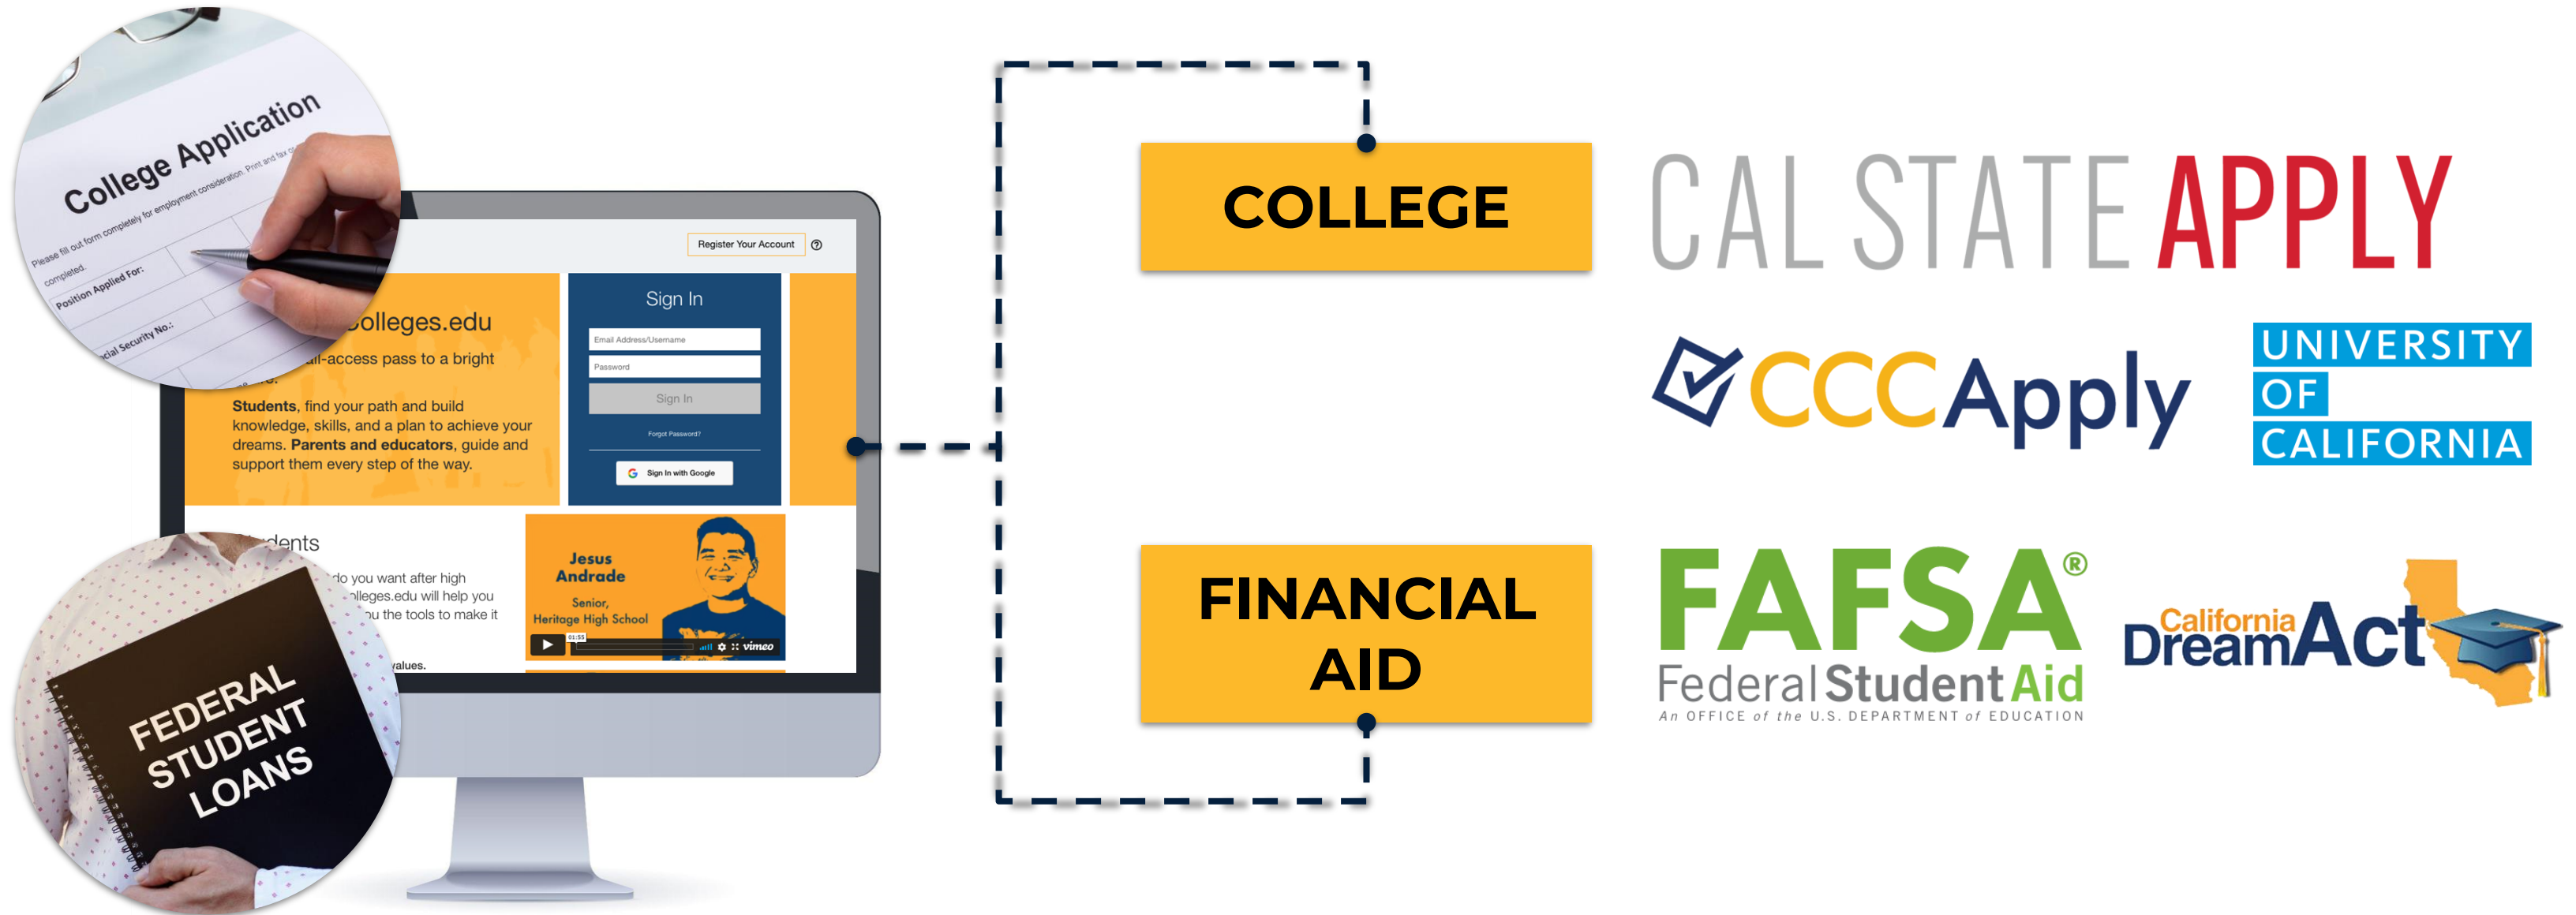 College Application
Please fill out form completely for employment consideration. Print and fax or
completed.
Position Applied For:
Security No.:
Register Your Account
olleges.edu
-access pass to a bright
Students, find your path and build
knowledge, skills, and a plan to achieve your
dreams. Parents and educators, guide and
support them every step of the way.
Sign In
Email Address/Username
Password
Sign In
Forgot Password?
G Sign In with Google
dents
do you want after high
olleges.edu will help you
ou the tools to make it
values.
Jesus
Andrade
Senior,
Heritage High School
01:55
vimeo
FEDERAL
STUDENT
LOANS
COLLEGE
CAL STATE APPLY
CCCApply
UNIVERSITY
OF
CALIFORNIA
FINANCIAL
AID
FAFSA®
Federal Student Aid
An OFFICE of the U.S. DEPARTMENT of EDUCATION
California
DreamAct